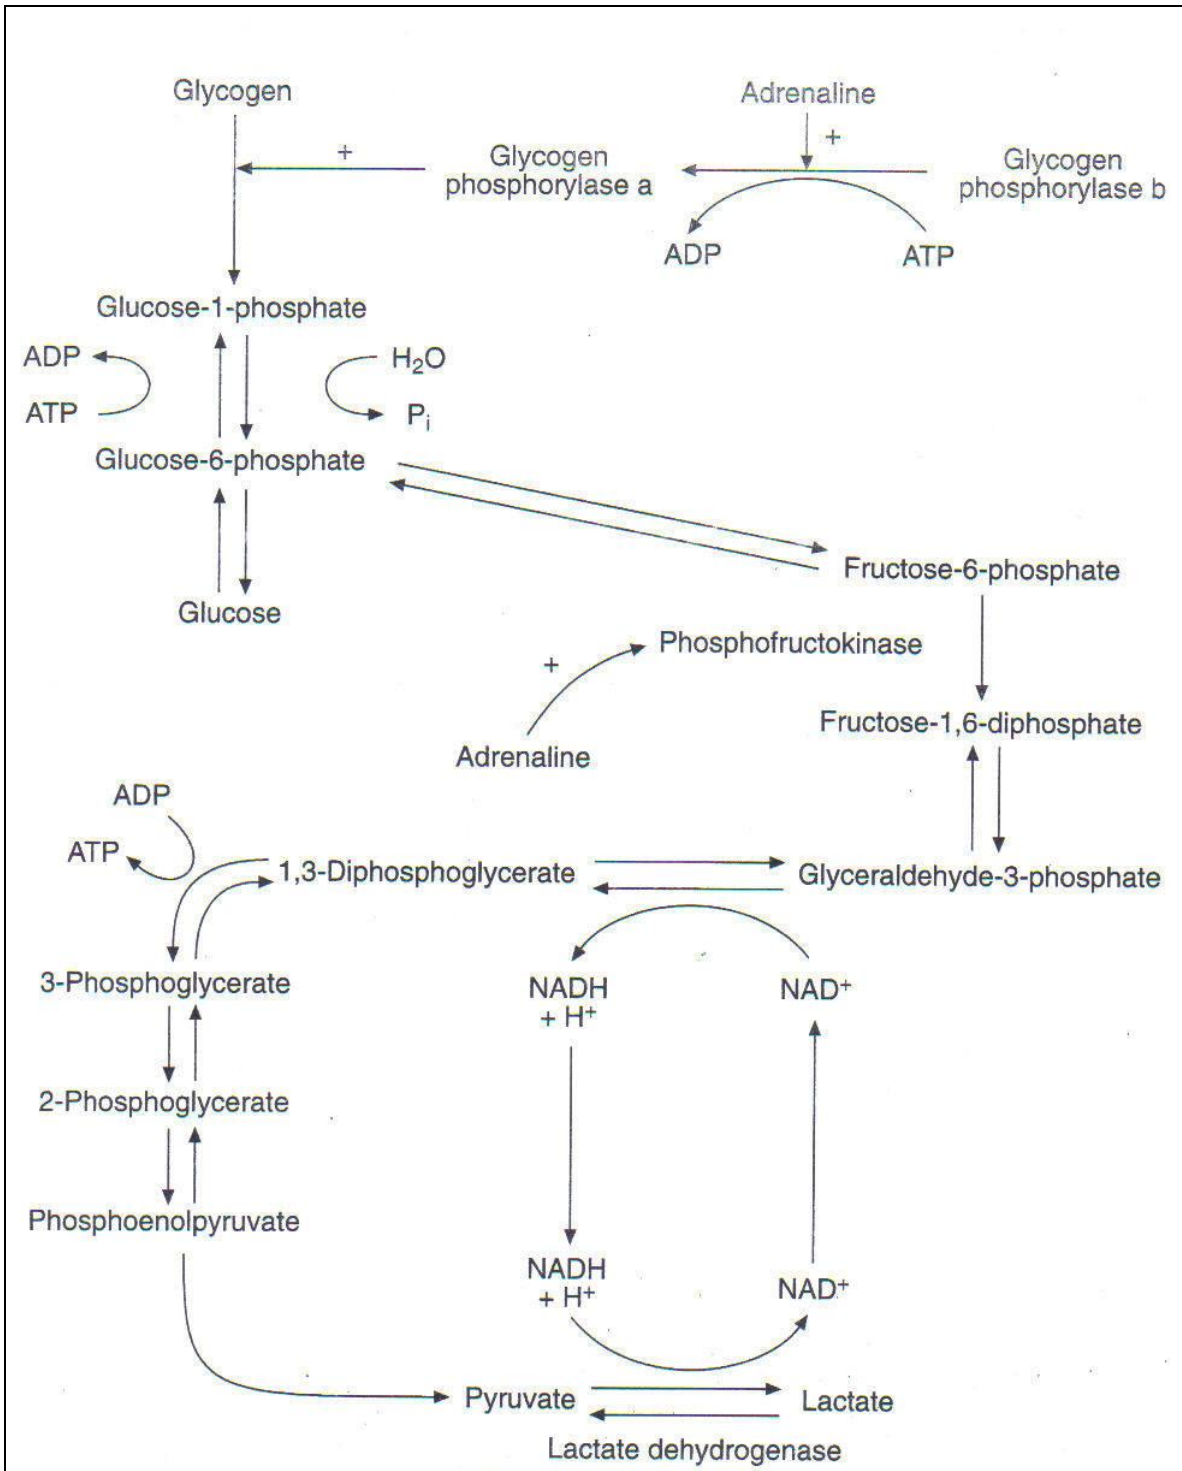 Glycogen
Adrenaline
+
+
Glycogen
phosphorylase a
Glycogen
phosphorylase b
ADP
ATP
Glucose-1-phosphate
ADP
H₂O
ATP
Pᵢ
Glucose-6-phosphate
Fructose-6-phosphate
Glucose
Phosphofructokinase
+
Fructose-1,6-diphosphate
Adrenaline
ADP
ATP
1,3-Diphosphoglycerate
Glyceraldehyde-3-phosphate
3-Phosphoglycerate
NADH
+ H⁺
NAD⁺
2-Phosphoglycerate
Phosphoenolpyruvate
NADH
+ H⁺
NAD⁺
Pyruvate
Lactate
Lactate dehydrogenase